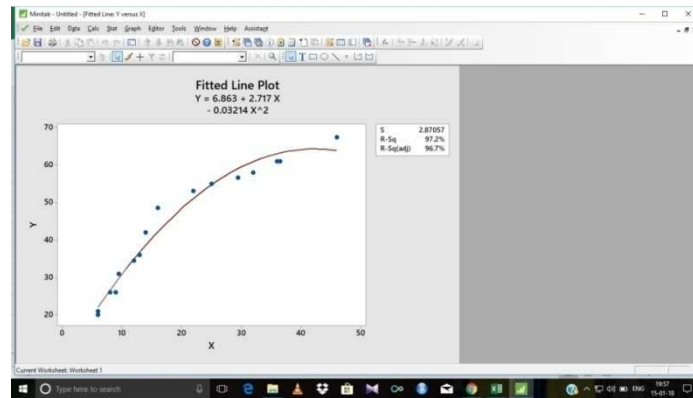 Minitab - Untitled - [Fitted Line: Y versus X]
File Edit Data Calc Stat Graph Editor Tools Window Help Assistant
Fitted Line Plot
Y = 6.863 + 2.717 X
- 0.03214 X^2
S 2.87057
R-Sq 97.2%
R-Sq(adj) 96.7%
70
60
50
40
30
20
Y
0 10 20 30 40 50
X
Current Worksheet: Worksheet 1
Type here to search
ENG
19:57
15-01-18